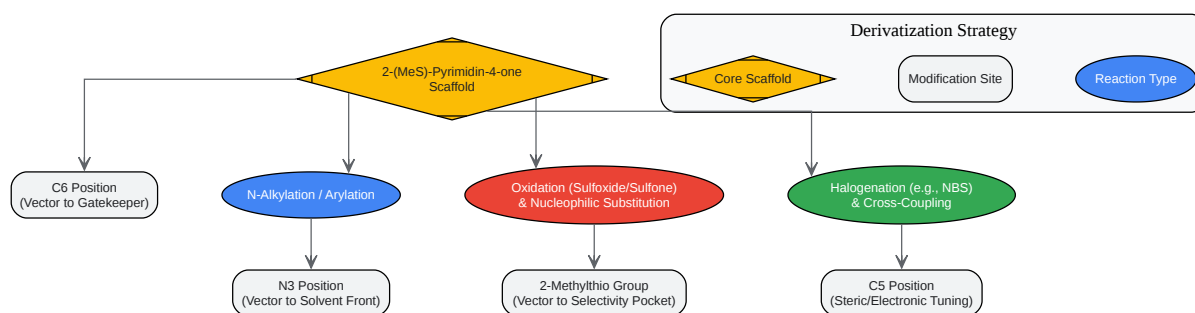 Derivatization Strategy
2-(MeS)-Pyrimidin-4-one
Scaffold
Core Scaffold
Modification Site
Reaction Type
C6 Position
(Vector to Gatekeeper)
N-Alkylation / Arylation
Oxidation (Sulfoxide/Sulfone)
& Nucleophilic Substitution
Halogenation (e.g., NBS)
& Cross-Coupling
N3 Position
(Vector to Solvent Front)
2-Methylthio Group
(Vector to Selectivity Pocket)
C5 Position
(Steric/Electronic Tuning)